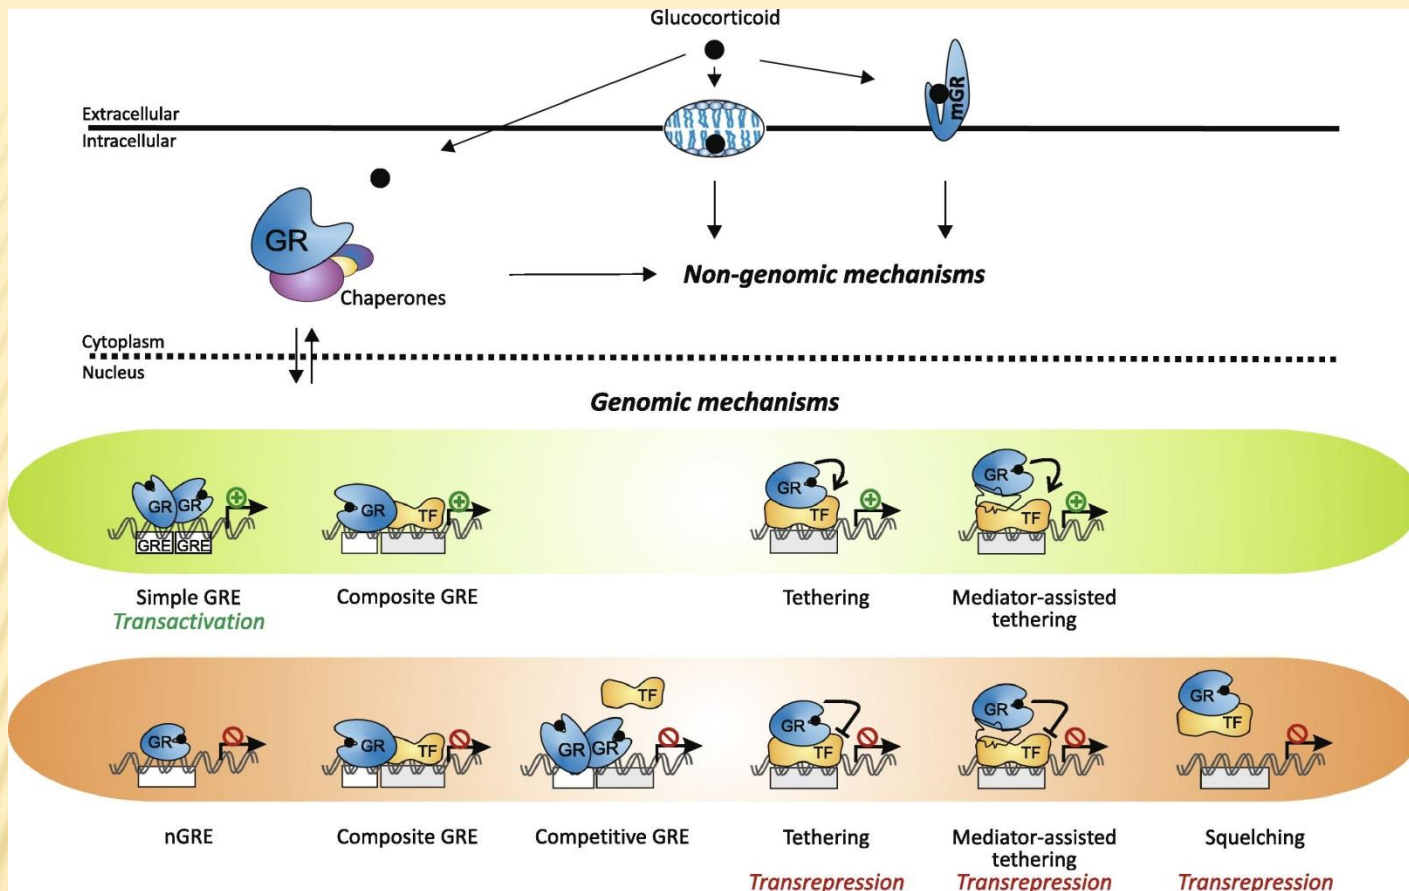 Glucocorticoid
mGR
Extracellular
Intracellular
GR
Chaperones
Non-genomic mechanisms
Cytoplasm
Nucleus
Genomic mechanisms
GR GR GRE GRE
GR TF
GR TF
GR TF
Simple GRE
Transactivation
Composite GRE
Tethering
Mediator-assisted
tethering
GR
GR TF
TF GR GR
GR TF
GR TF
GR TF
nGRE
Composite GRE
Competitive GRE
Tethering
Transrepression
Mediator-assisted
tethering
Transrepression
Squelching
Transrepression